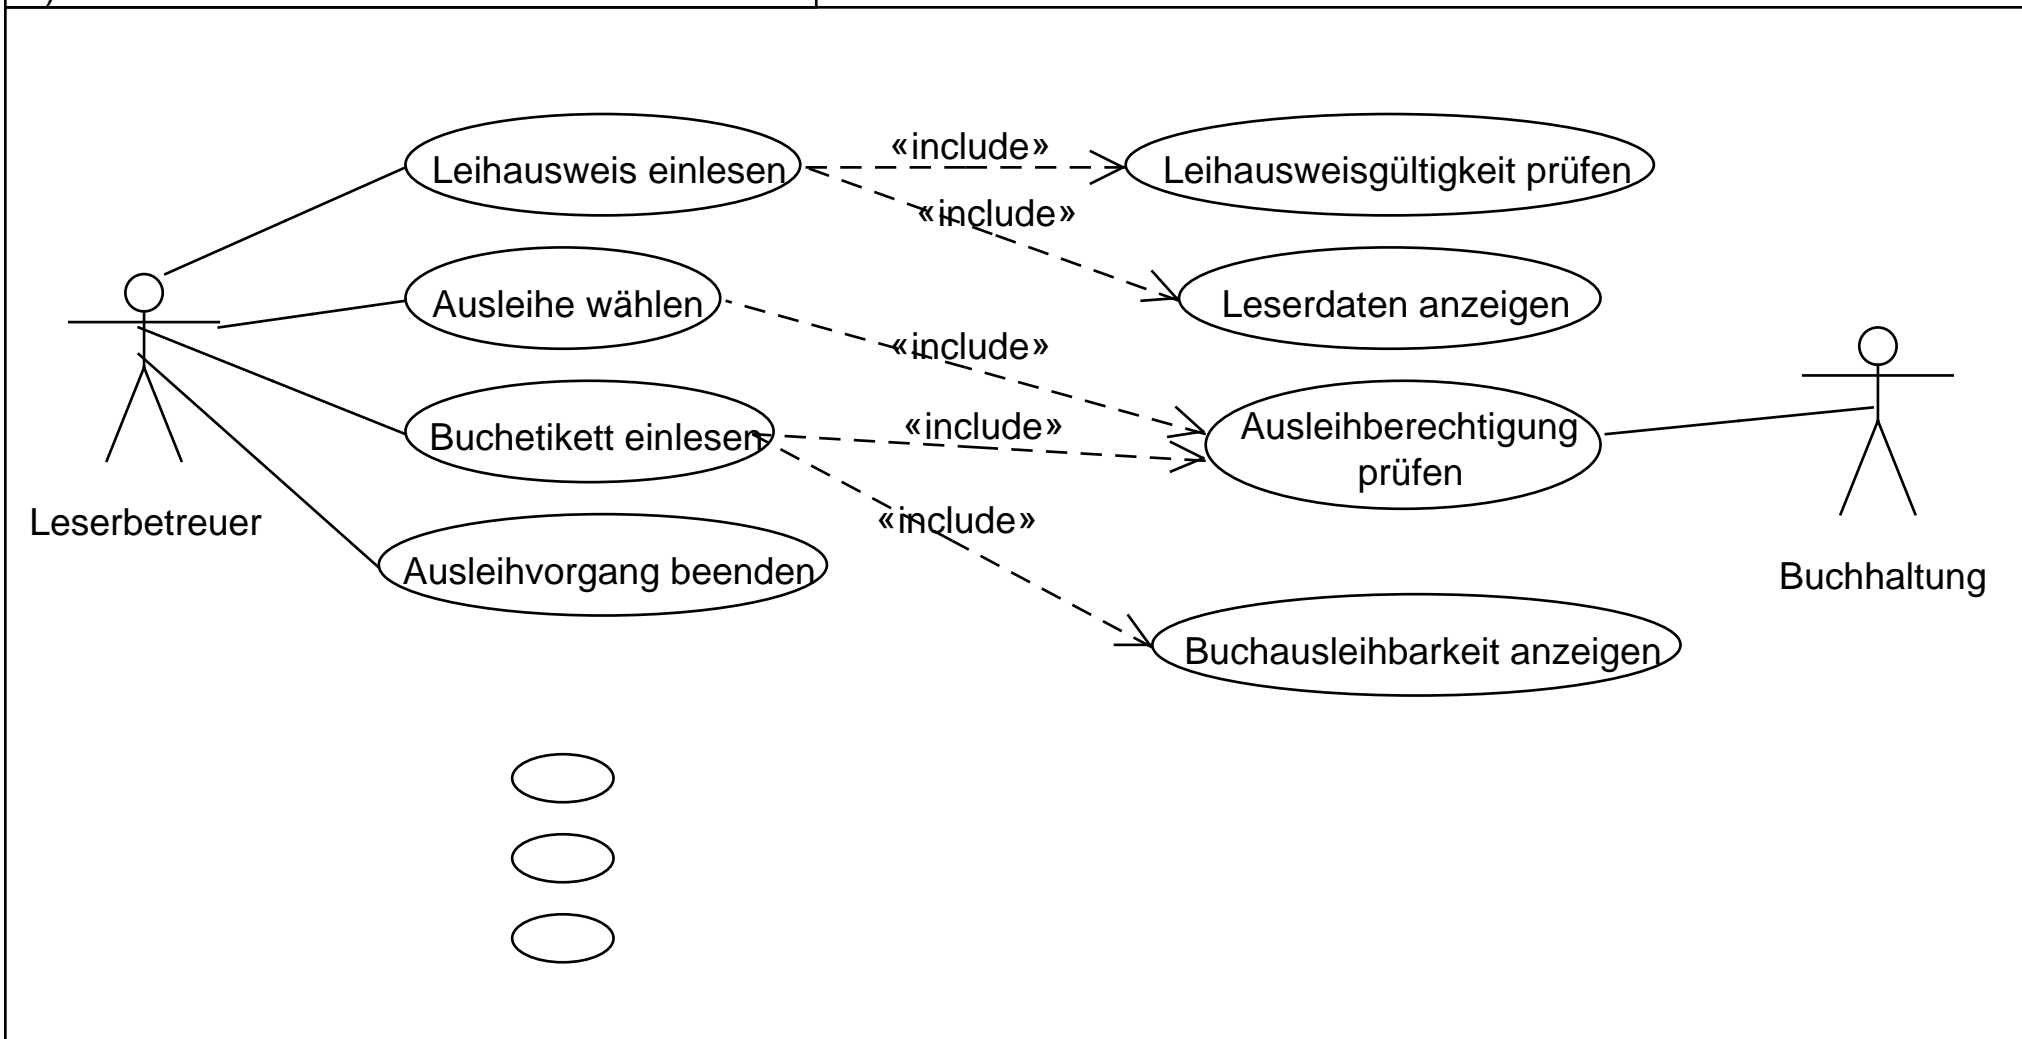 Leihausweis einlesen
«include»
Leihausweisgültigkeit prüfen
«include»
Ausleihe wählen
Leserdaten anzeigen
«include»
Buchetikett einlesen
«include»
Ausleihberechtigung
prüfen
Leserbetreuer
«include»
Ausleihvorgang beenden
Buchhaltung
Buchausleihbarkeit anzeigen